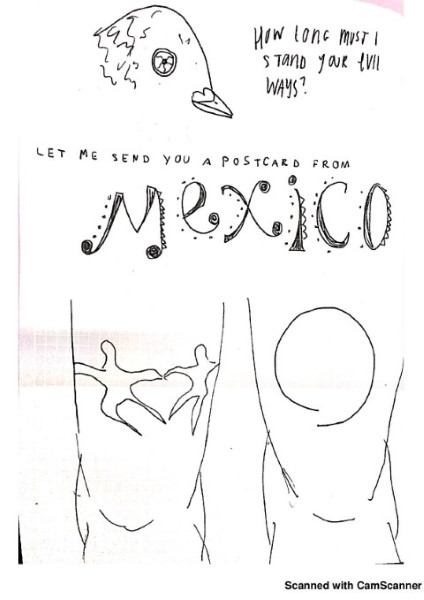 HOW LONG MUST I
STAND YOUR EVIL
WAYS?
LET ME SEND YOU A POSTCARD FROM
MexiCO
Scanned with CamScanner